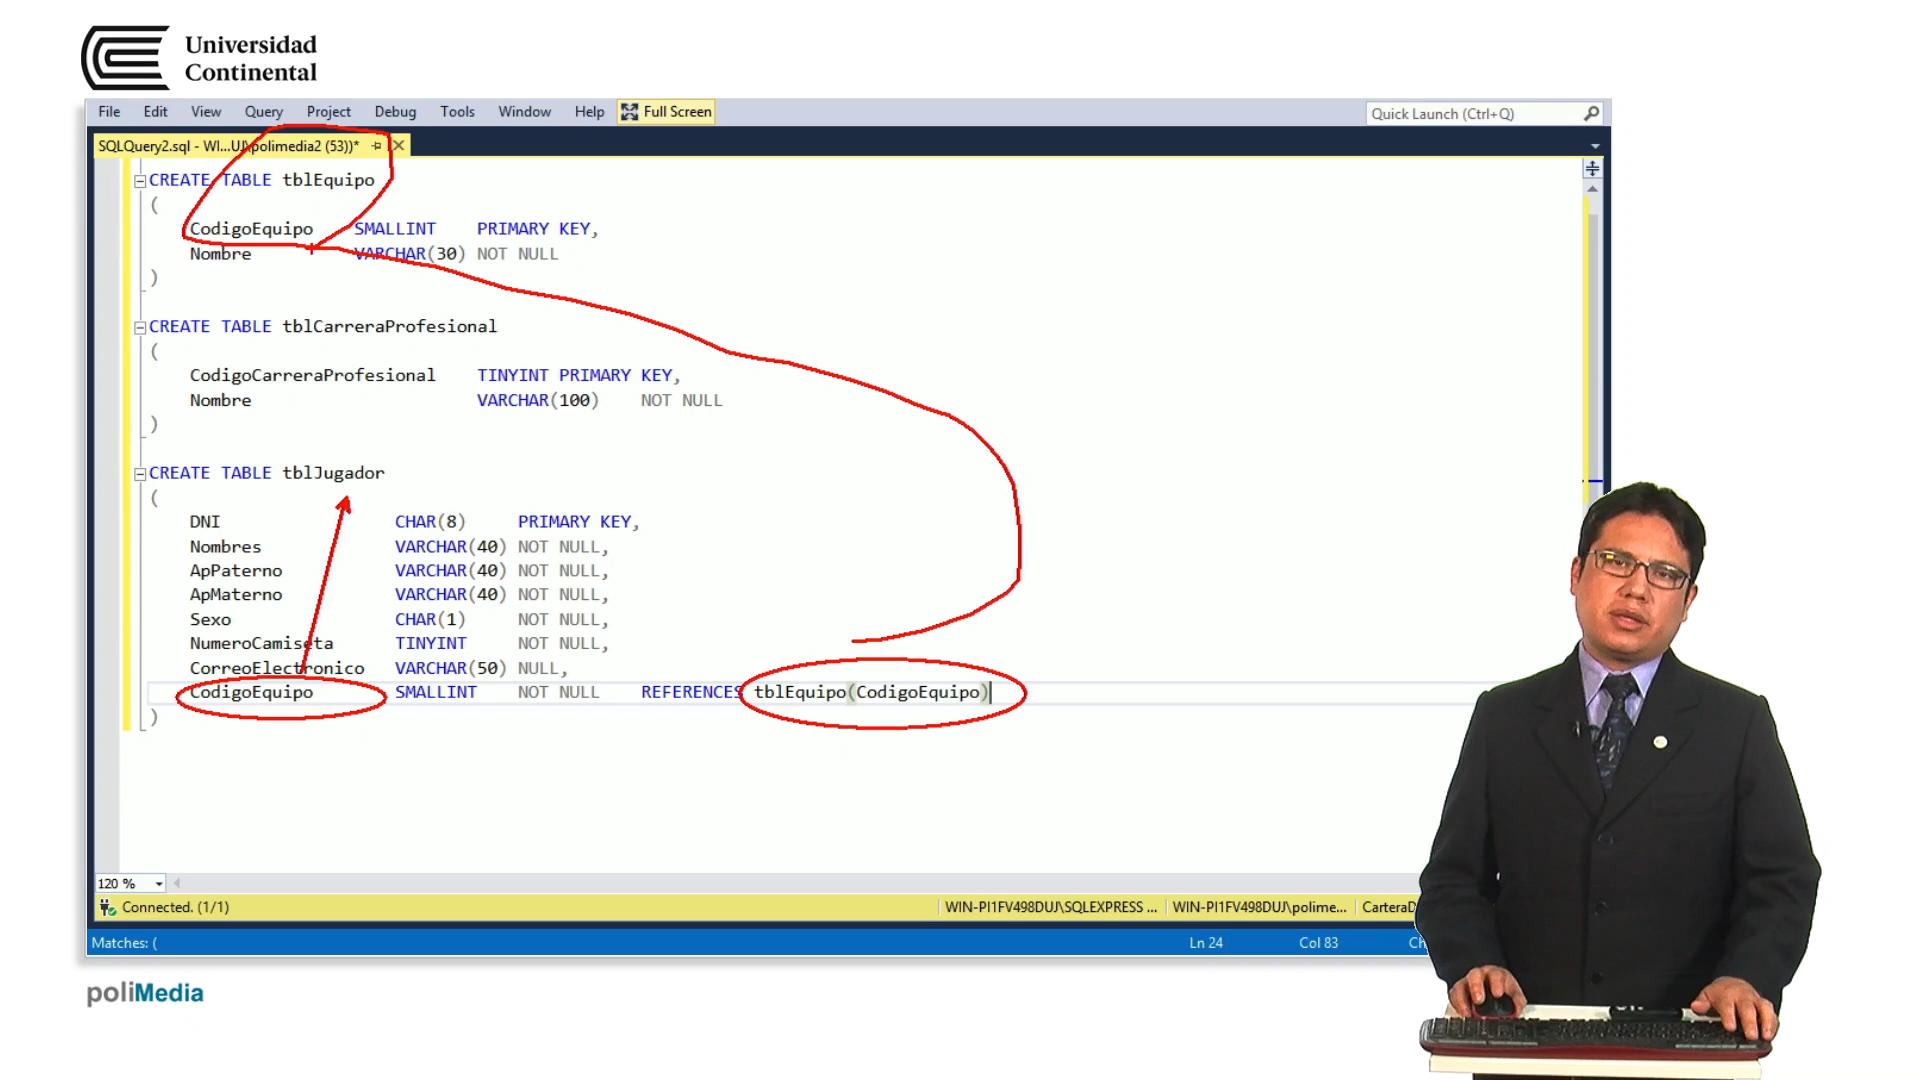 Universidad
Continental
File Edit View Query Project Debug Tools Window Help Full Screen Quick Launch (Ctrl+Q)
SQLQuery2.sql - WI...UJ\polimedia2 (53))*
CREATE TABLE tblEquipo
(
CodigoEquipo SMALLINT PRIMARY KEY,
Nombre VARCHAR(30) NOT NULL
)
CREATE TABLE tblCarreraProfesional
(
CodigoCarreraProfesional TINYINT PRIMARY KEY,
Nombre VARCHAR(100) NOT NULL
)
CREATE TABLE tblJugador
(
DNI CHAR(8) PRIMARY KEY,
Nombres VARCHAR(40) NOT NULL,
ApPaterno VARCHAR(40) NOT NULL,
ApMaterno VARCHAR(40) NOT NULL,
Sexo CHAR(1) NOT NULL,
NumeroCamiseta TINYINT NOT NULL,
CorreoElectronico VARCHAR(50) NULL,
CodigoEquipo SMALLINT NOT NULL REFERENCES tblEquipo(CodigoEquipo)
)
120 %
Connected. (1/1) WIN-PI1FV498DUJ\SQLEXPRESS ... WIN-PI1FV498DUJ\polime... CarteraD
Matches: ( Ln 24 Col 83 Ch
poliMedia